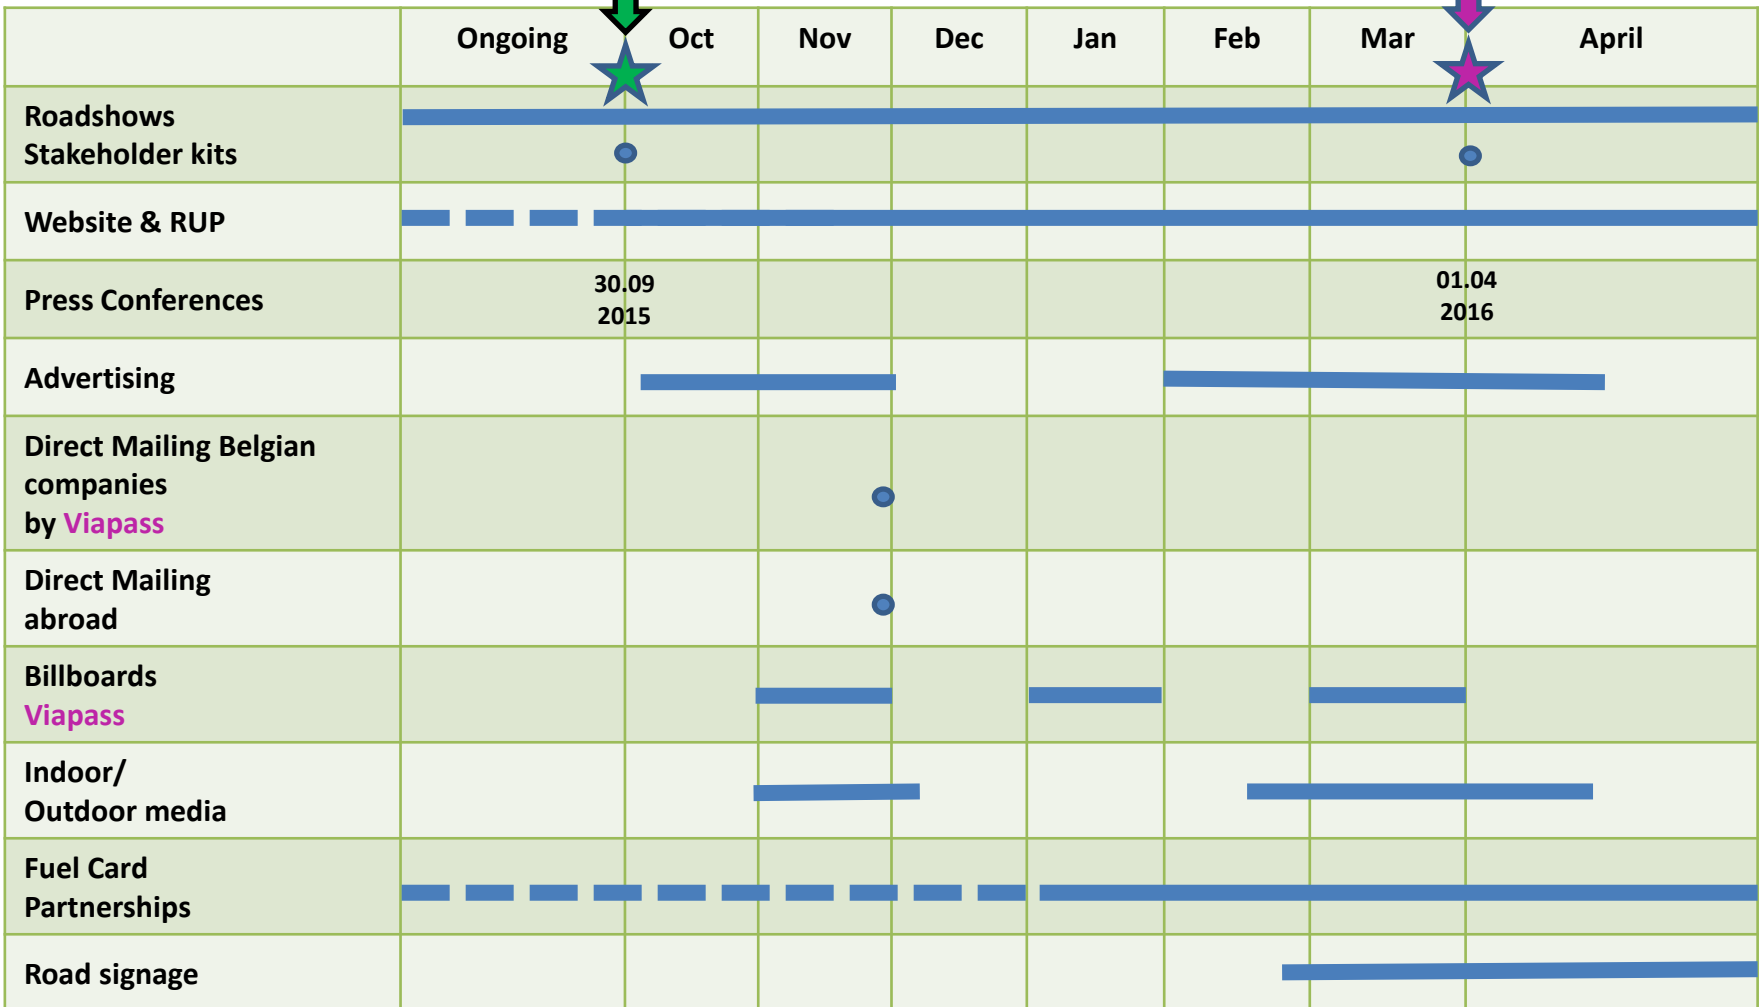 Ongoing Oct Nov Dec Jan Feb Mar April
Roadshows
Stakeholder kits
Website & RUP
Press Conferences
30.09
2015
01.04
2016
Advertising
Direct Mailing Belgian
companies
by Viapass
Direct Mailing
abroad
Billboards
Viapass
Indoor/
Outdoor media
Fuel Card
Partnerships
Road signage